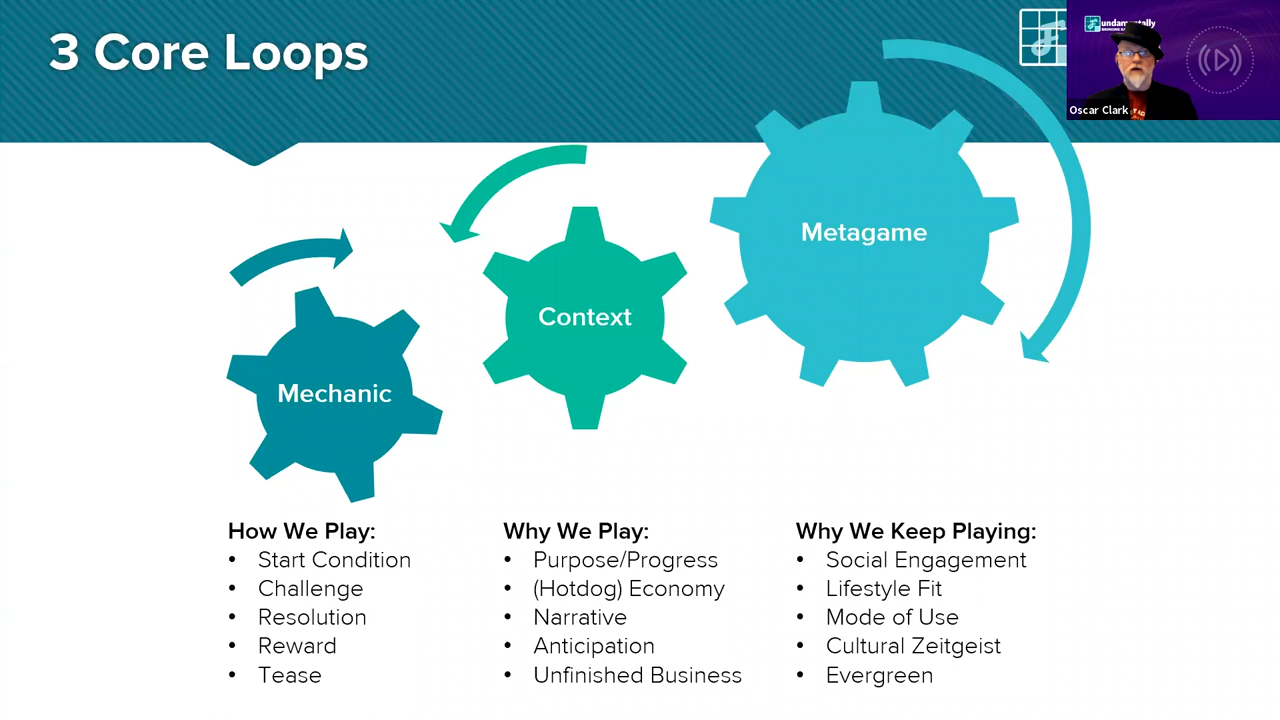 3 Core Loops
undamentally
Oscar Clark
Metagame
Context
Mechanic
How We Play:
• Start Condition
• Challenge
• Resolution
• Reward
• Tease
Why We Play:
• Purpose/Progress
• (Hotdog) Economy
• Narrative
• Anticipation
• Unfinished Business
Why We Keep Playing:
• Social Engagement
• Lifestyle Fit
• Mode of Use
• Cultural Zeitgeist
• Evergreen